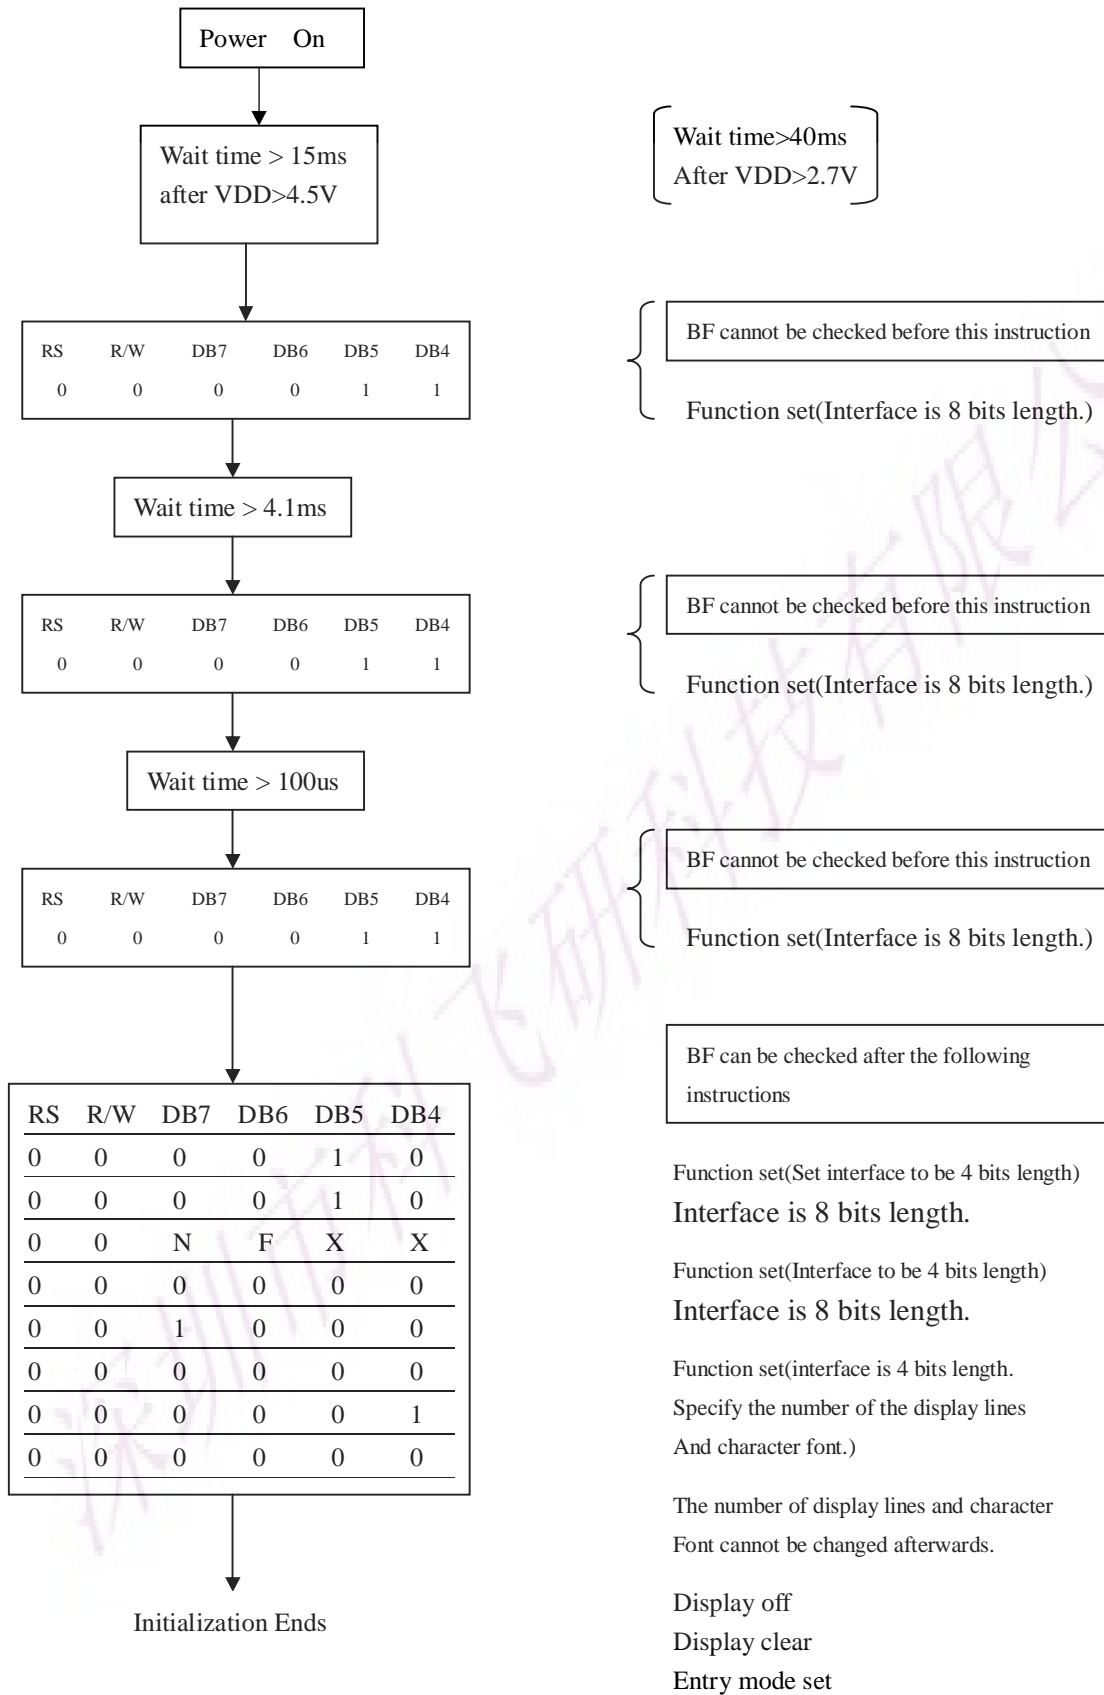 Power On
Wait time > 15ms
after VDD>4.5V
Wait time>40ms
After VDD>2.7V
RS R/W DB7 DB6 DB5 DB4
0 0 0 0 1 1
BF cannot be checked before this instruction
Function set(Interface is 8 bits length.)
Wait time > 4.1ms
RS R/W DB7 DB6 DB5 DB4
0 0 0 0 1 1
BF cannot be checked before this instruction
Function set(Interface is 8 bits length.)
Wait time > 100us
RS R/W DB7 DB6 DB5 DB4
0 0 0 0 1 1
BF cannot be checked before this instruction
Function set(Interface is 8 bits length.)
RS R/W DB7 DB6 DB5 DB4
0 0 0 0 1 0
0 0 0 0 1 0
0 0 N F X X
0 0 0 0 0 0
0 0 1 0 0 0
0 0 0 0 0 0
0 0 0 0 0 1
0 0 0 0 0 0
Initialization Ends
BF can be checked after the following
instructions
Function set(Set interface to be 4 bits length)
Interface is 8 bits length.
Function set(Interface to be 4 bits length)
Interface is 8 bits length.
Function set(interface is 4 bits length.
Specify the number of the display lines
And character font.)
The number of display lines and character
Font cannot be changed afterwards.
Display off
Display clear
Entry mode set
深圳市科飞研科技有限公